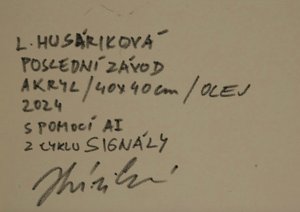 L. HUSÁRIKOVÁ
POSLEDNÍ ZÁVOD
AKRYL/40x40cm/OLEJ
2024
S POMOCÍ AI
Z CYKLU SIGNÁLY